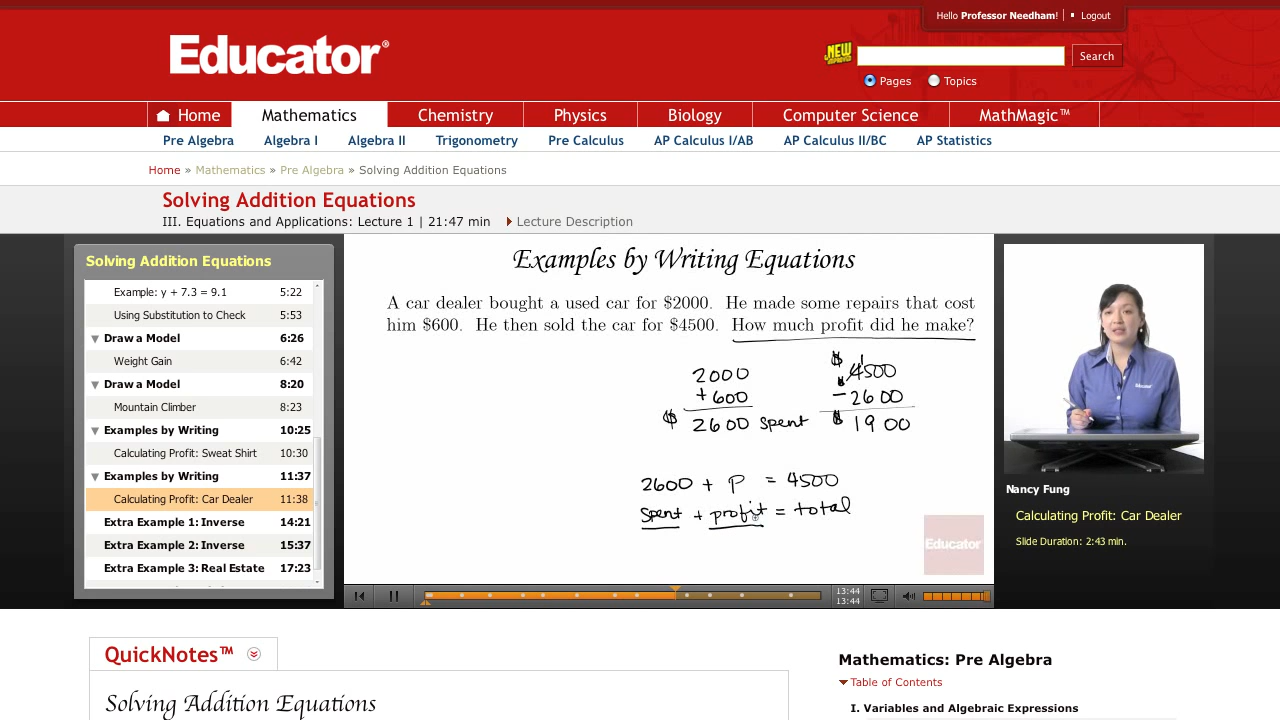 Hello Professor Needham! | Logout
Educator®
NEW
Search
Pages Topics
Home Mathematics Chemistry Physics Biology Computer Science MathMagic™
Pre Algebra Algebra I Algebra II Trigonometry Pre Calculus AP Calculus I/AB AP Calculus II/BC AP Statistics
Home » Mathematics » Pre Algebra » Solving Addition Equations
Solving Addition Equations
III. Equations and Applications: Lecture 1 | 21:47 min Lecture Description
Solving Addition Equations
Example: y + 7.3 = 9.1 5:22
Using Substitution to Check 5:53
Draw a Model 6:26
Weight Gain 6:42
Draw a Model 8:20
Mountain Climber 8:23
Examples by Writing 10:25
Calculating Profit: Sweat Shirt 10:30
Examples by Writing 11:37
Calculating Profit: Car Dealer 11:38
Extra Example 1: Inverse 14:21
Extra Example 2: Inverse 15:37
Extra Example 3: Real Estate 17:23
Examples by Writing Equations
A car dealer bought a used car for $2000. He made some repairs that cost
him $600. He then sold the car for $4500. How much profit did he make?
2000
+ 600
$ 2600 spent
$ 4500
- 2600
$ 1900
2600 + p = 4500
spent + profit = total
Educator
13:44
13:44
Nancy Fung
Calculating Profit: Car Dealer
Slide Duration: 2:43 min.
QuickNotes™
Solving Addition Equations
Mathematics: Pre Algebra
Table of Contents
I. Variables and Algebraic Expressions